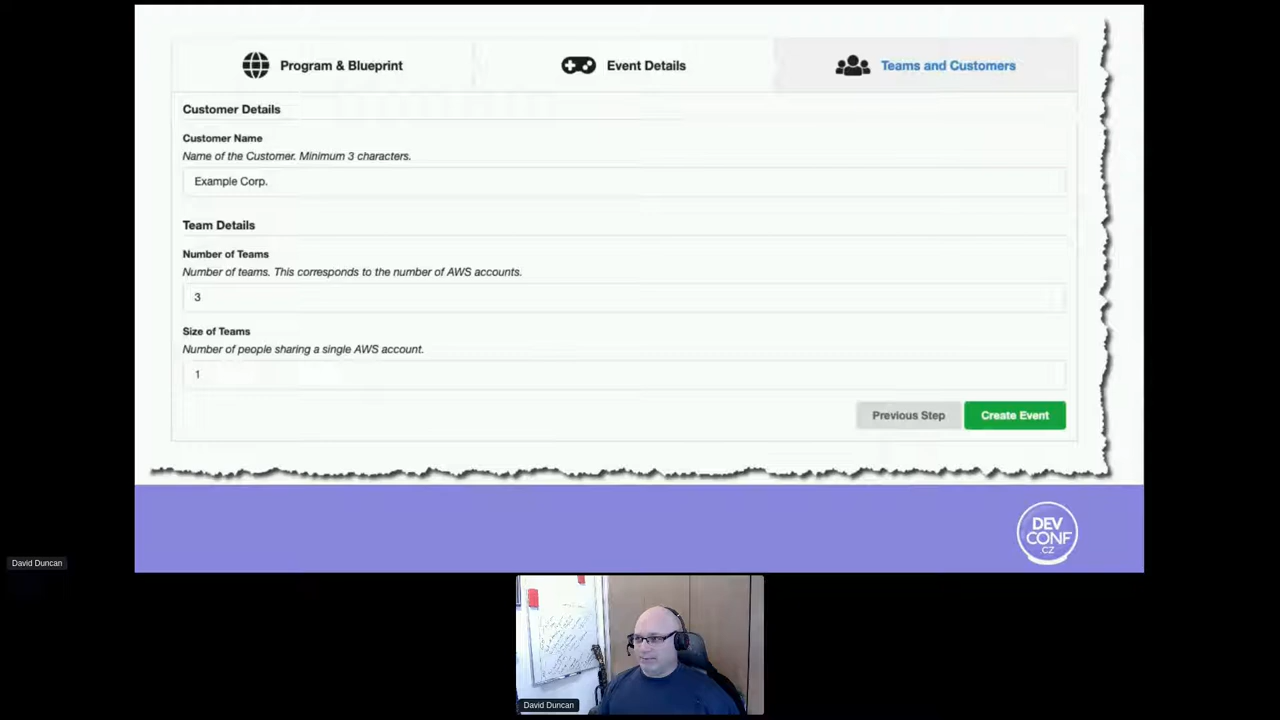 Program & Blueprint
Event Details
Teams and Customers
Customer Details
Customer Name
Name of the Customer. Minimum 3 characters.
Example Corp.
Team Details
Number of Teams
Number of teams. This corresponds to the number of AWS accounts.
3
Size of Teams
Number of people sharing a single AWS account.
1
Previous Step
Create Event
DEV
CONF
.CZ
David Duncan
David Duncan